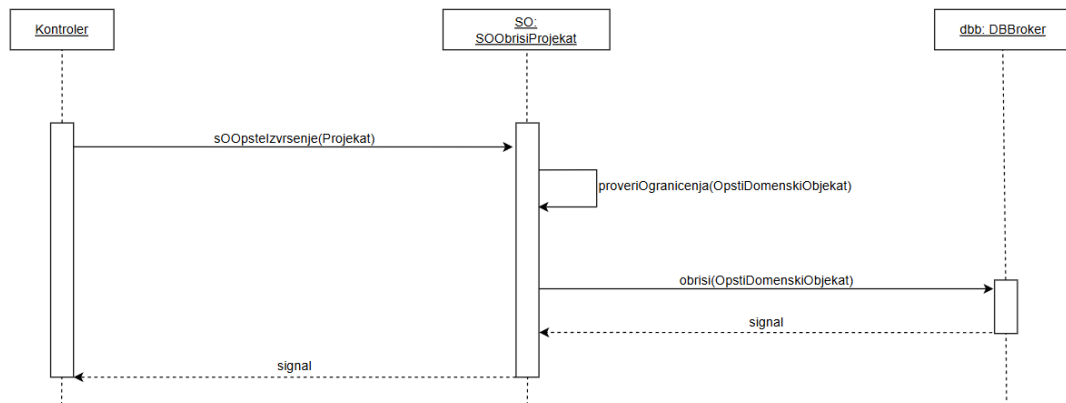 Kontroler
SO:
SOObrisiProjekat
dbb: DBBroker
sOOpsteIzvrsenje(Projekat)
proveriOgranicenja(OpstiDomenskiObjekat)
obrisi(OpstiDomenskiObjekat)
signal
signal